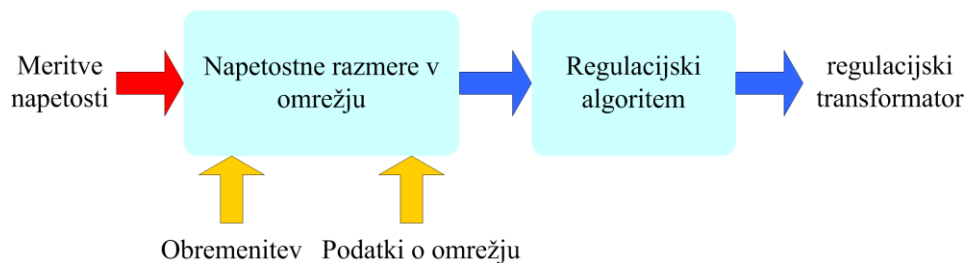 Meritve
napetosti
Napetostne razmere v
omrežju
Regulacijski
algoritem
regulacijski
transformator
Obremenitev
Podatki o omrežju